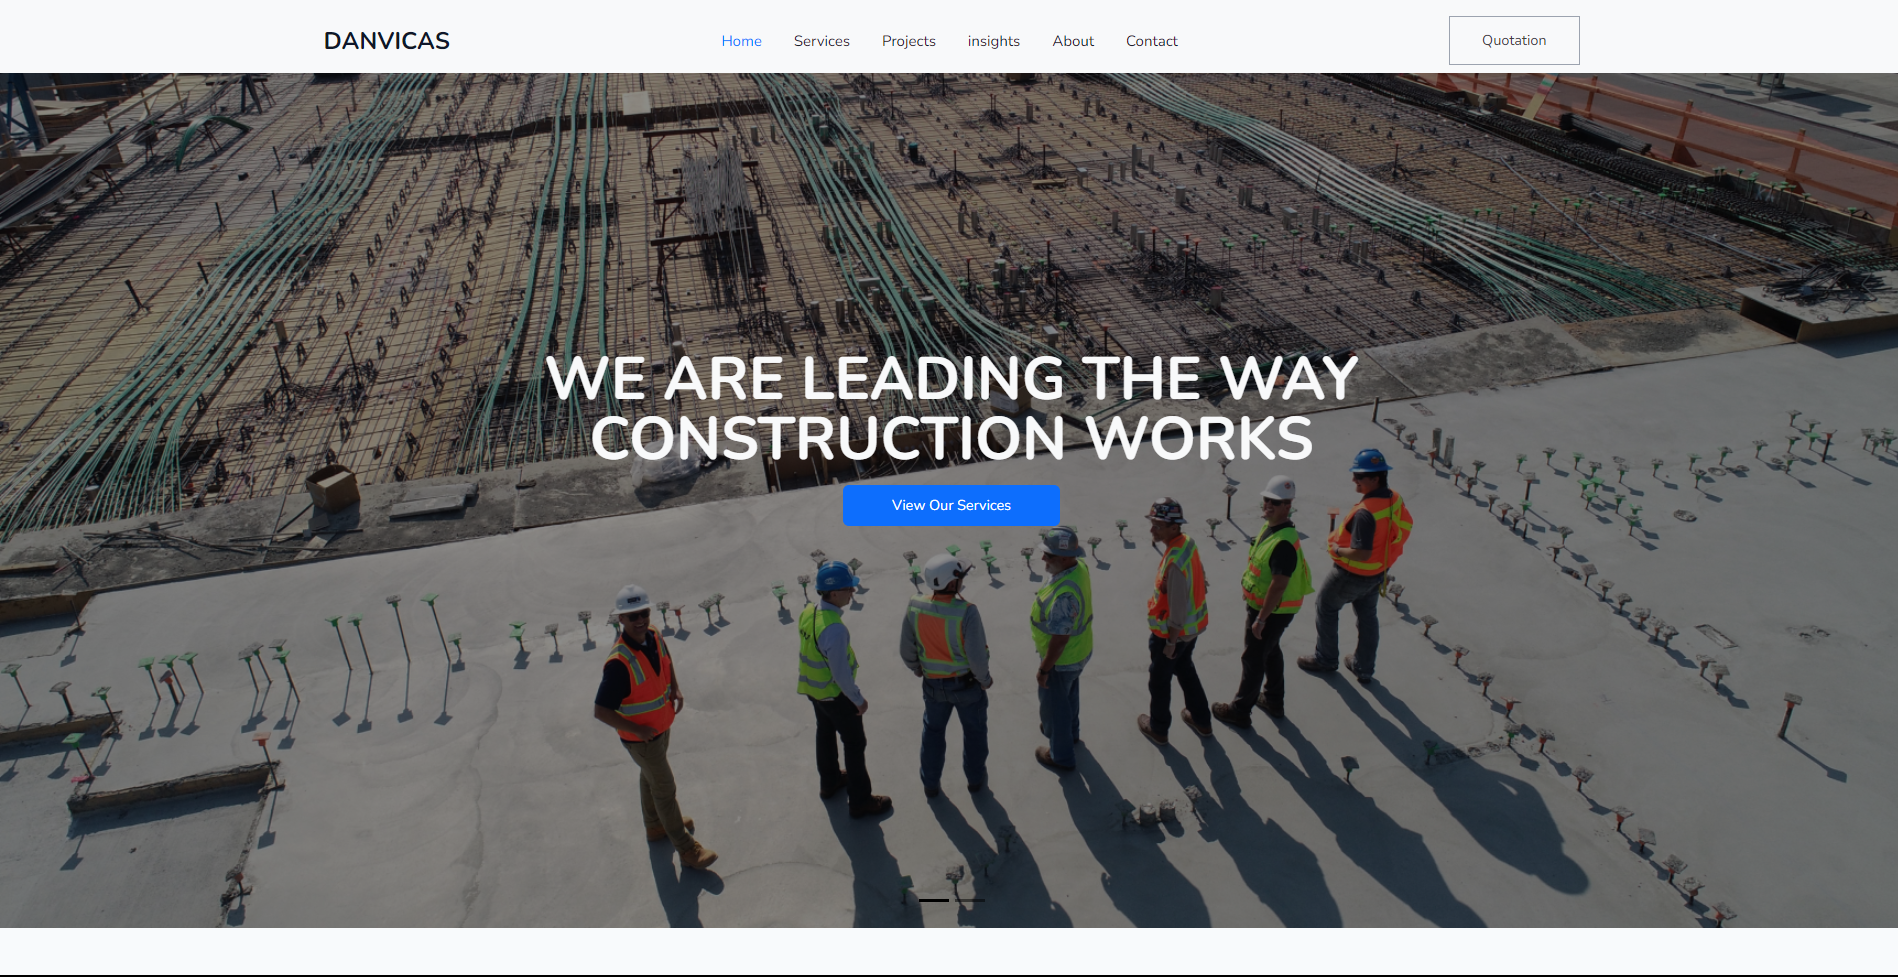 DANVICAS
Home Services Projects insights About Contact
Quotation
WE ARE LEADING THE WAY
CONSTRUCTION WORKS
View Our Services